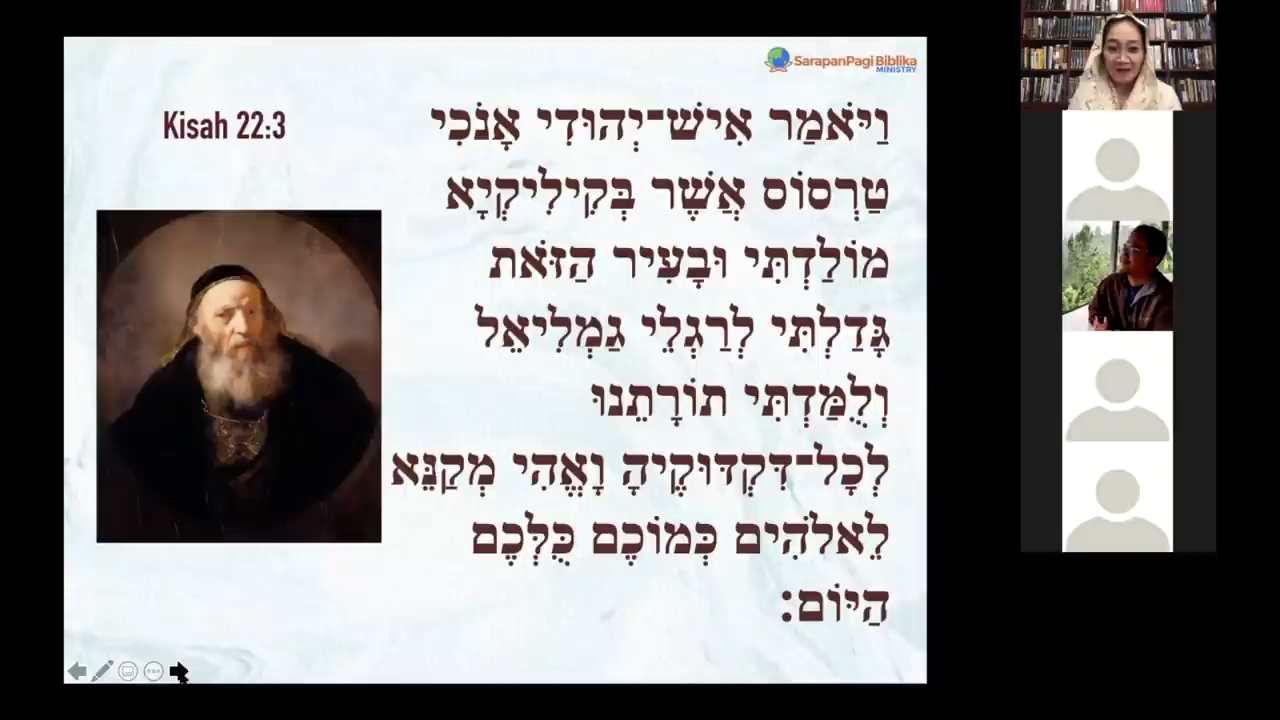 SarapanPagi Biblika
MINISTRY
Kisah 22:3
וַיֹּאמַר אִישׁ־יְהוּדִי אָנֹכִי
טַרְסוֹס אֲשֶׁר בְּקִילִיקְיָא
מוֹלַדְתִּי וּבָעִיר הַזֹּאת
גָּדַלְתִּי לְרַגְלֵי גַמְלִיאֵל
וְלֻמַּדְתִּי תוֹרָתֵנוּ
לְכָל־דִּקְדּוּקֶיהָ וָאֱהִי מְקַנֵּא
לֵאלֹהִים כְּמוֹכֶם כֻּלְּכֶם
הַיּוֹם׃